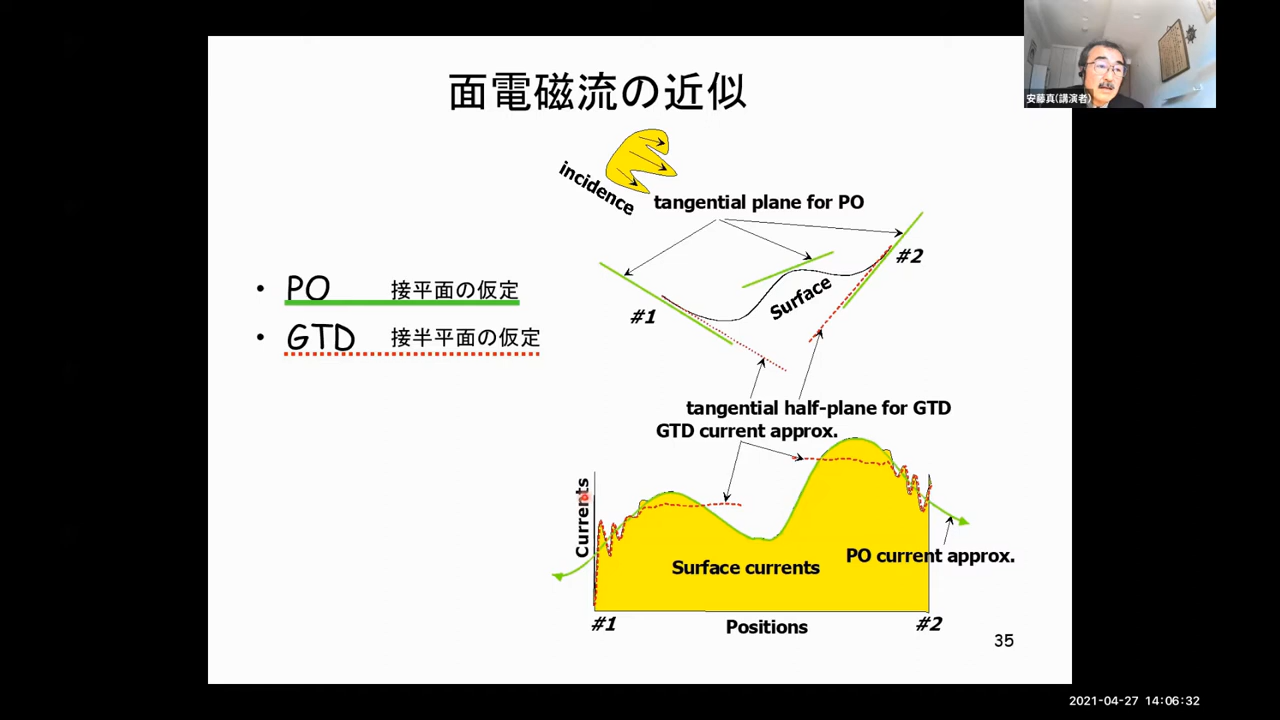 面電磁流の近似
安藤真(講演者)
incidence
tangential plane for PO
#2
• PO 接平面の仮定
Surface
#1
• GTD 接半平面の仮定
tangential half-plane for GTD
GTD current approx.
Currents
PO current approx.
Surface currents
#1
Positions
#2
35
2021-04-27 14:06:32